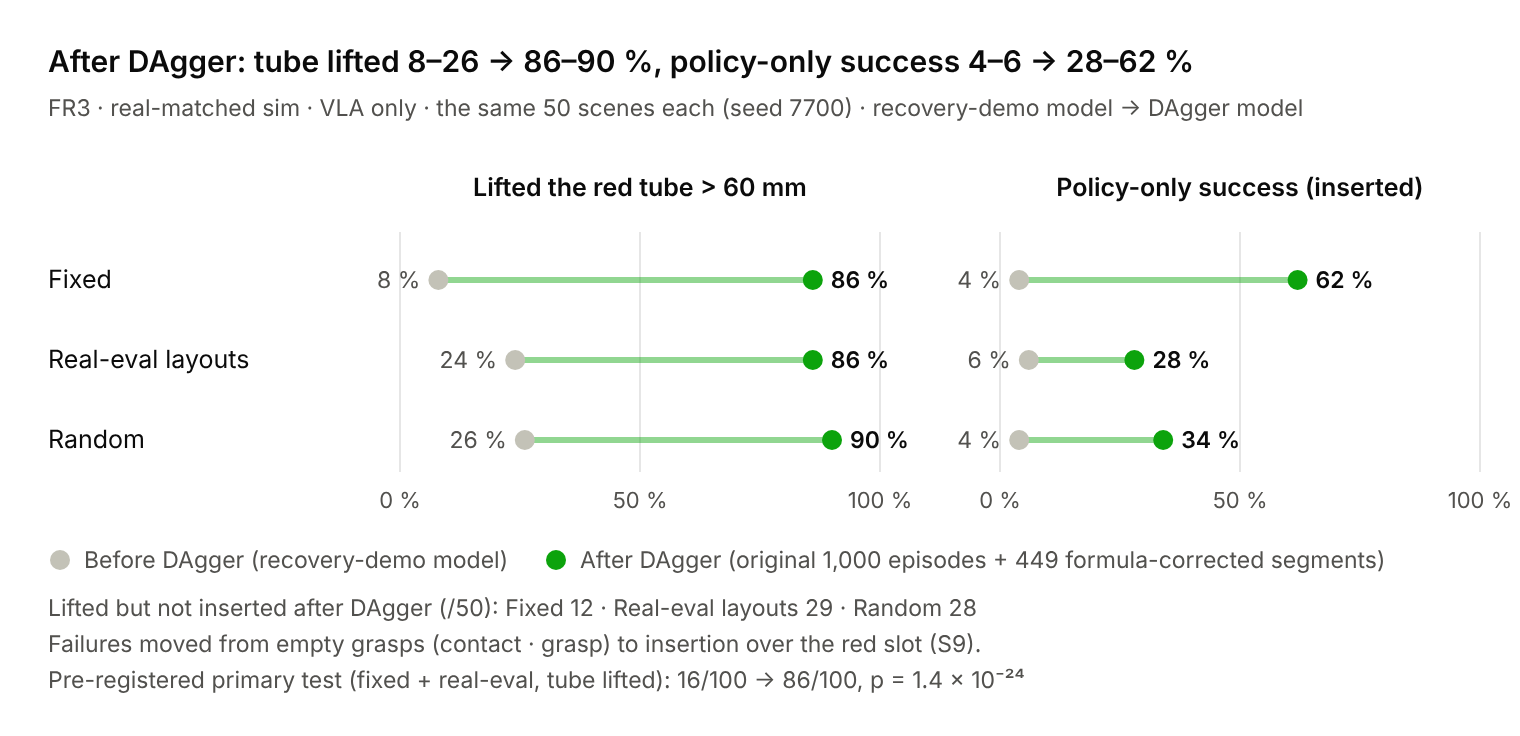 After DAgger: tube lifted 8–26 → 86–90 %, policy-only success 4–6 → 28–62 %
FR3 · real-matched sim · VLA only · the same 50 scenes each (seed 7700) · recovery-demo model → DAgger model
Lifted the red tube > 60 mm
Policy-only success (inserted)
Fixed 8 % 86 % 4 % 62 %
Real-eval layouts 24 % 86 % 6 % 28 %
Random 26 % 90 % 4 % 34 %
0 % 50 % 100 % 0 % 50 % 100 %
Before DAgger (recovery-demo model) After DAgger (original 1,000 episodes + 449 formula-corrected segments)
Lifted but not inserted after DAgger (/50): Fixed 12 · Real-eval layouts 29 · Random 28
Failures moved from empty grasps (contact · grasp) to insertion over the red slot (S9).
Pre-registered primary test (fixed + real-eval, tube lifted): 16/100 → 86/100, p = 1.4 × 10⁻²⁴